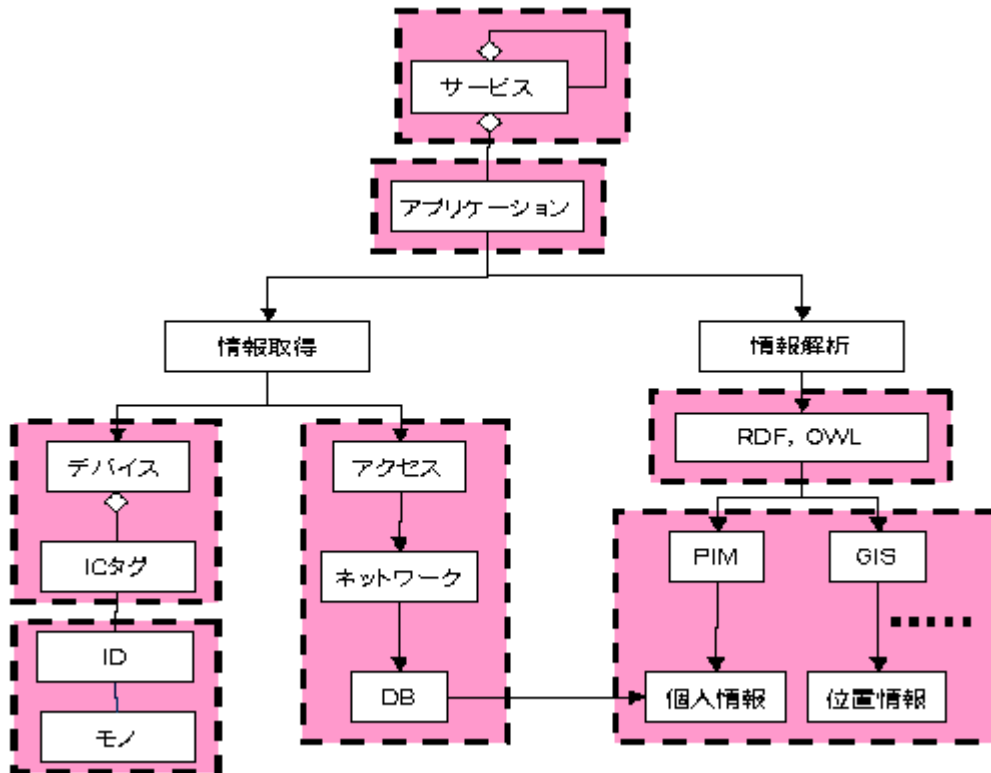 サービス
アプリケーション
情報取得
情報解析
デバイス
アクセス
RDF, OWL
ICタグ
ネットワーク
PIM
GIS
ID
DB
個人情報
位置情報
モノ